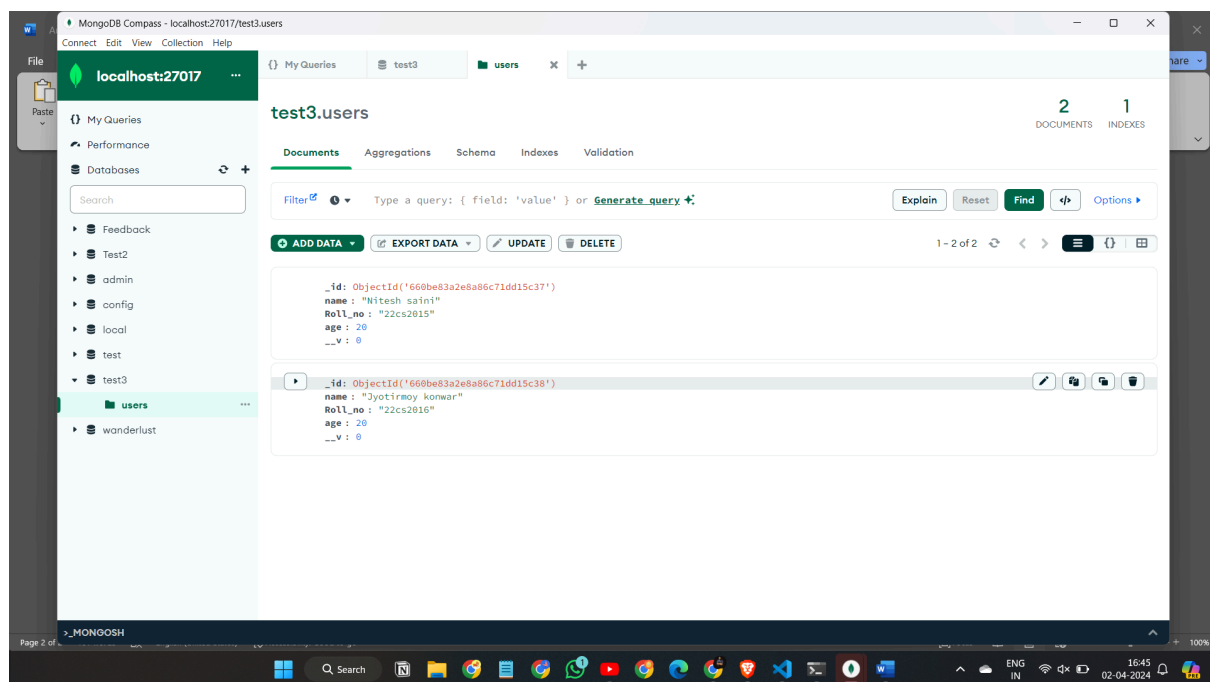 MongoDB Compass - localhost:27017/test3.users
Connect Edit View Collection Help
File
Paste
localhost:27017 ...
{} My Queries
Performance
Databases
Search
Feedback
Test2
admin
config
local
test
test3
users ...
wanderlust
{} My Queries test3 users +
test3.users
2 1
DOCUMENTS INDEXES
Documents Aggregations Schema Indexes Validation
Filter Type a query: { field: 'value' } or Generate query Explain Reset Find </> Options
ADD DATA EXPORT DATA UPDATE DELETE 1 – 2 of 2 {}
_id: ObjectId('660be83a2e8a86c71dd15c37')
name : "Nitesh saini"
Roll_no : "22cs2015"
age : 20
__v : 0
_id: ObjectId('660be83a2e8a86c71dd15c38')
name : "Jyotirmoy konwar"
Roll_no : "22cs2016"
age : 20
__v : 0
>_MONGOSH
Page 2 of
100%
Search
ENG
IN
16:45
02-04-2024